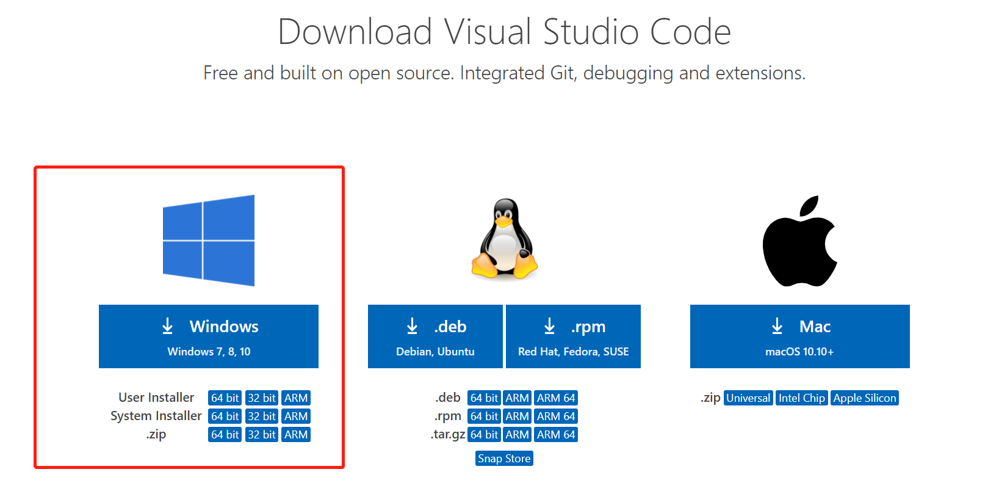 Download Visual Studio Code
Free and built on open source. Integrated Git, debugging and extensions.
Windows
Windows 7, 8, 10
User Installer 64 bit 32 bit ARM
System Installer 64 bit 32 bit ARM
.zip 64 bit 32 bit ARM
.deb
Debian, Ubuntu
.rpm
Red Hat, Fedora, SUSE
.deb 64 bit ARM ARM 64
.rpm 64 bit ARM ARM 64
.tar.gz 64 bit ARM ARM 64
Snap Store
Mac
macOS 10.10+
.zip Universal Intel Chip Apple Silicon